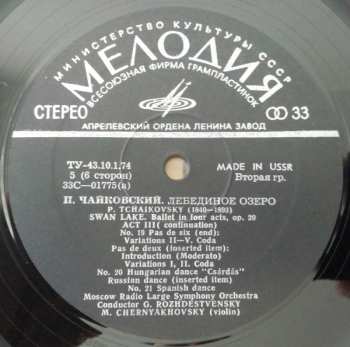 МИНИСТЕРСТВО КУЛЬТУРЫ СССР
МЕЛОДИЯ
ВСЕСОЮЗНАЯ ФИРМА ГРАМПЛАСТИНОК
СТЕРЕО 33
АПРЕЛЕВСКИЙ ОРДЕНА ЛЕНИНА ЗАВОД
ТУ-43.10.1.74 MADE IN USSR
5 (6 сторон) Вторая гр.
33С—01775(а)
П. ЧАЙКОВСКИЙ. ЛЕБЕДИНОЕ ОЗЕРО
P. TCHAIKOVSKY (1840—1893)
SWAN LAKE. Ballet in four acts, op. 20
ACT III (continuation):
No. 19 Pas de six (end):
Variations II—V. Coda
Pas de deux (inserted item):
Introduction (Moderato)
Variations I, II. Coda
No. 20 Hungarian dance "Csárdás"
Russian dance (inserted item)
No. 21 Spanish dance
Moscow Radio Large Symphony Orchestra
Conductor G. ROZHDESTVENSKY
M. CHERNYAKHOVSKY (violin)